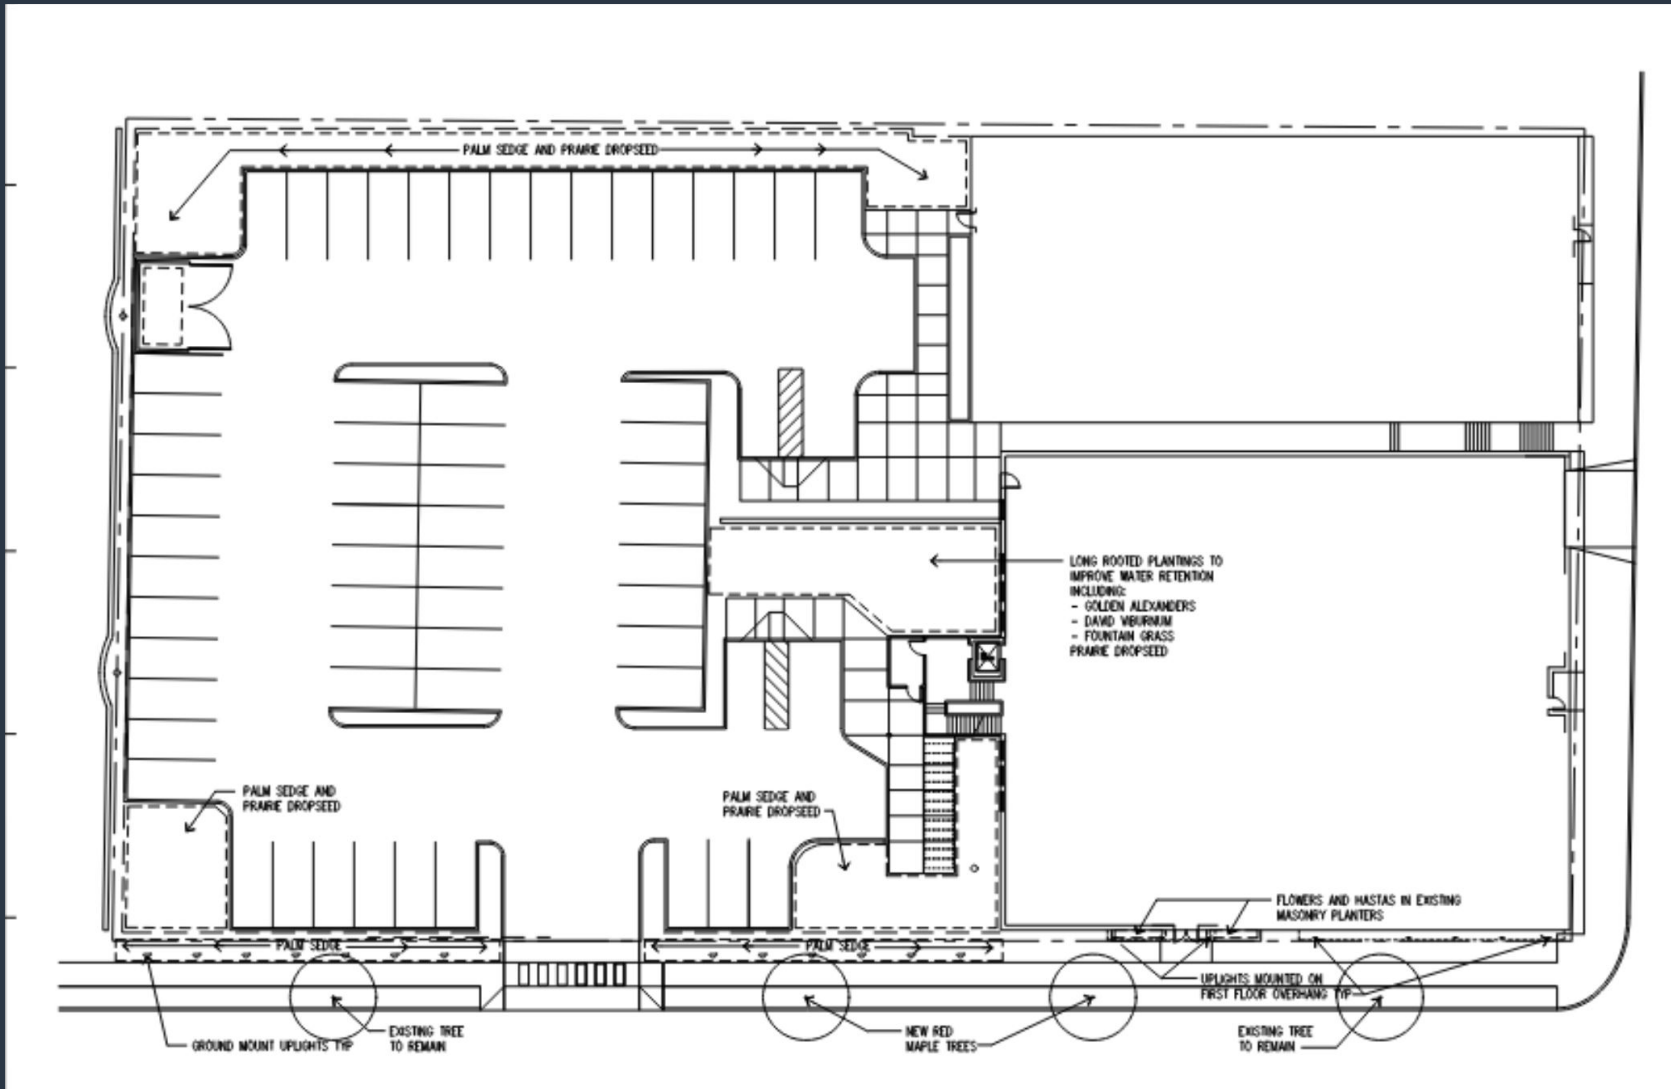 PALM SEDGE AND PRAIRIE DROPSEED
LONG ROOTED PLANTINGS TO
IMPROVE WATER RETENTION
INCLUDING:
- GOLDEN ALEXANDERS
- DAVID VIBURNUM
- FOUNTAIN GRASS
PRAIRIE DROPSEED
PALM SEDGE AND
PRAIRIE DROPSEED
PALM SEDGE AND
PRAIRIE DROPSEED
FLOWERS AND HASTAS IN EXISTING
MASONRY PLANTERS
PALM SEDGE
PALM SEDGE
UPLIGHTS MOUNTED ON
FIRST FLOOR OVERHANG TYP
GROUND MOUNT UPLIGHTS TYP
EXISTING TREE
TO REMAIN
NEW RED
MAPLE TREES
EXISTING TREE
TO REMAIN